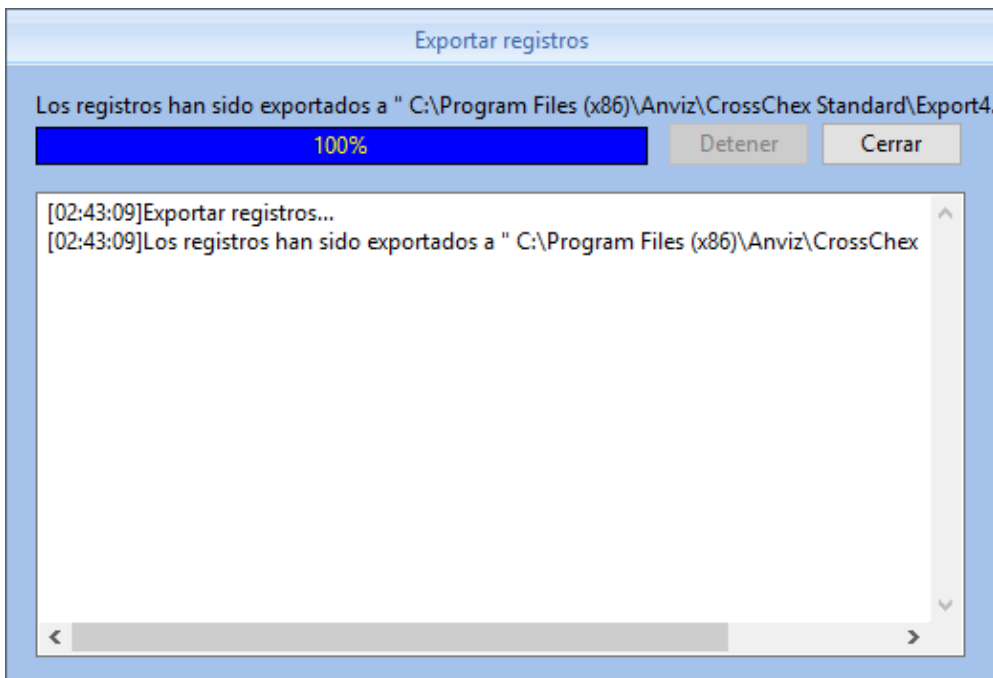 Exportar registros
Los registros han sido exportados a " C:\Program Files (x86)\Anviz\CrossChex Standard\Export4.
100%
Detener
Cerrar
[02:43:09]Exportar registros...
[02:43:09]Los registros han sido exportados a " C:\Program Files (x86)\Anviz\CrossChex